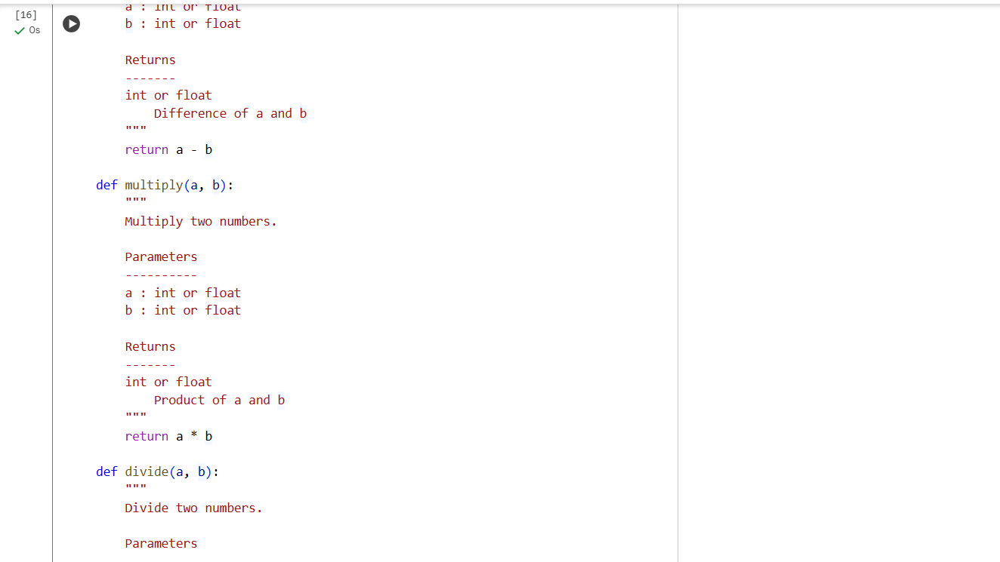 [16]
0s
a : int or float
b : int or float
Returns
-------
int or float
Difference of a and b
"""
return a - b
def multiply(a, b):
"""
Multiply two numbers.
Parameters
----------
a : int or float
b : int or float
Returns
-------
int or float
Product of a and b
"""
return a * b
def divide(a, b):
"""
Divide two numbers.
Parameters